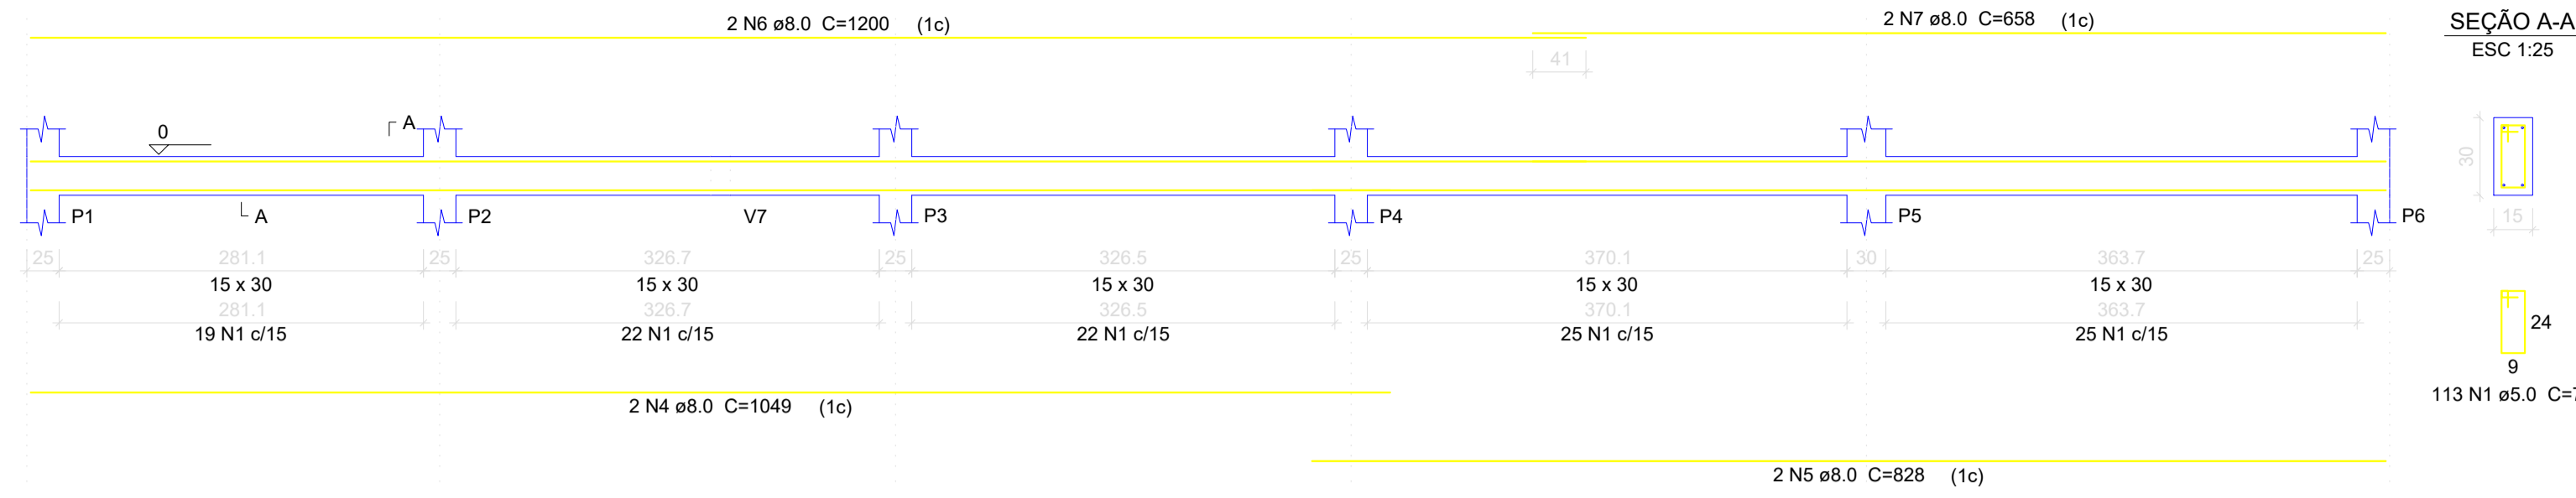 2 N6 ø8.0 C=1200 (1c)
2 N7 ø8.0 C=658 (1c)
SEÇÃO A-A
ESC 1:25
41
0
A
A
P1
P2
V7
P3
P4
P5
P6
30
15
25 281.1 25 326.7 25 326.5 25 370.1 30 363.7 25
15 x 30 15 x 30 15 x 30 15 x 30 15 x 30
281.1 326.7 326.5 370.1 363.7
19 N1 c/15 22 N1 c/15 22 N1 c/15 25 N1 c/15 25 N1 c/15
24
9
113 N1 ø5.0
2 N4 ø8.0 C=1049 (1c)
2 N5 ø8.0 C=828 (1c)